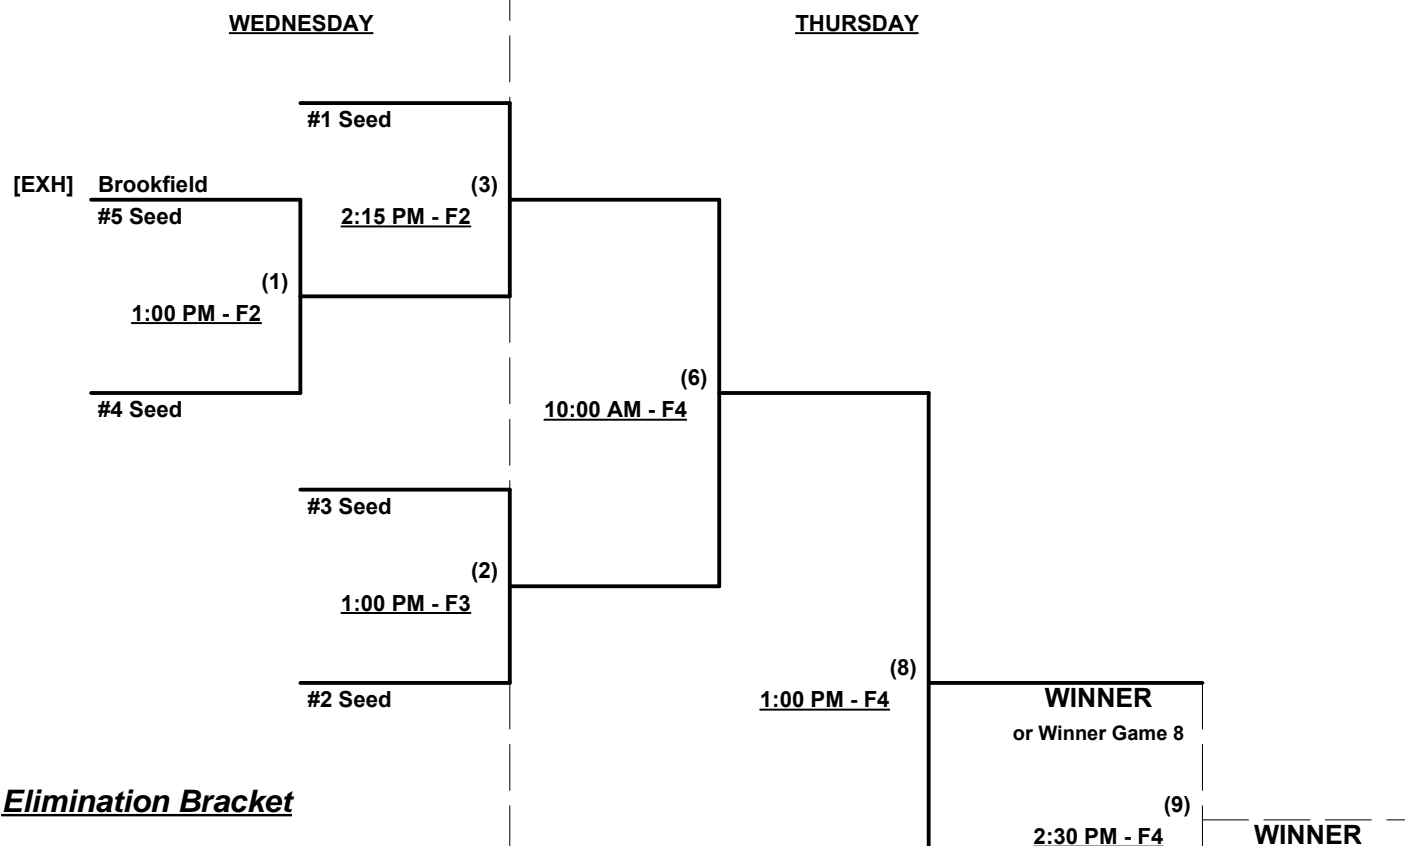 WEDNESDAY
THURSDAY
#1 Seed
[EXH] Brookfield
(3)
#5 Seed
2:15 PM - F2
(1)
1:00 PM - F2
(6)
#4 Seed
10:00 AM - F4
#3 Seed
(2)
1:00 PM - F3
(8)
#2 Seed
1:00 PM - F4
WINNER
or Winner Game 8
Elimination Bracket
(9)
2:30 PM - F4
WINNER